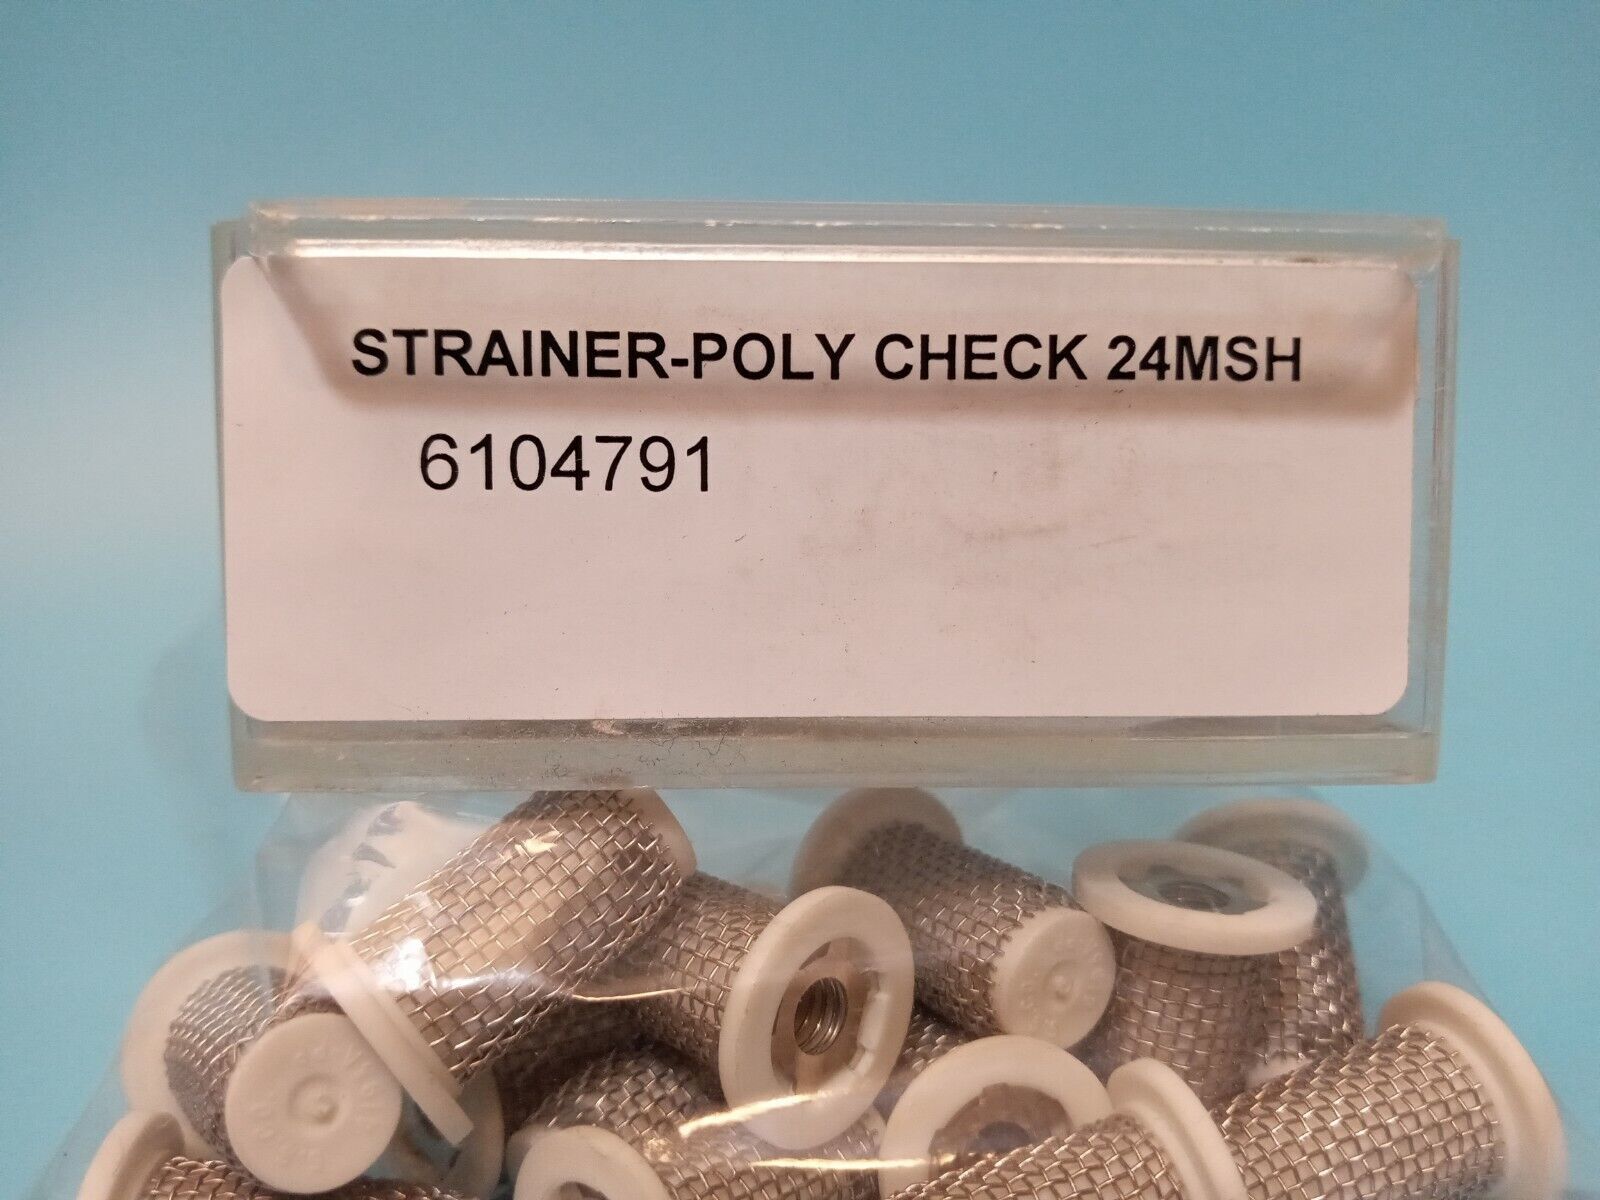 STRAINER-POLY CHECK 24MSH
6104791